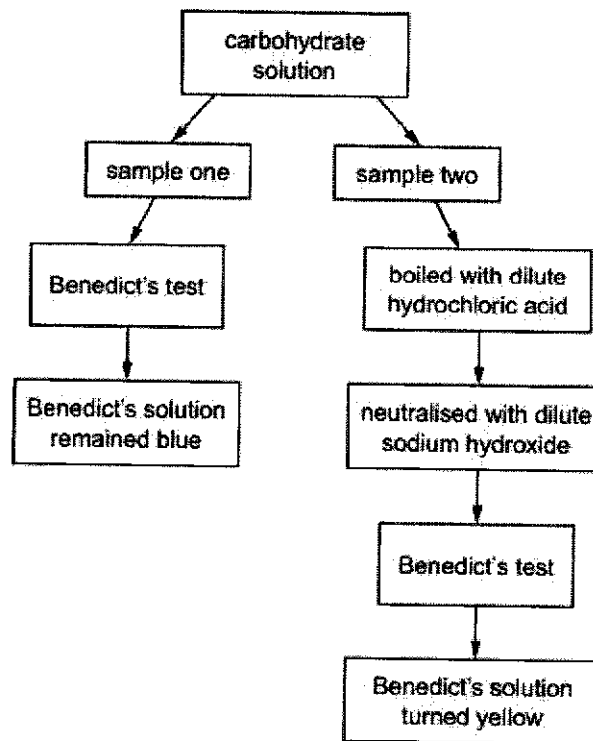 carbohydrate
solution
sample one
sample two
Benedict's test
boiled with dilute
hydrochloric acid
Benedict's solution
remained blue
neutralised with dilute
sodium hydroxide
Benedict's test
Benedict's solution
turned yellow